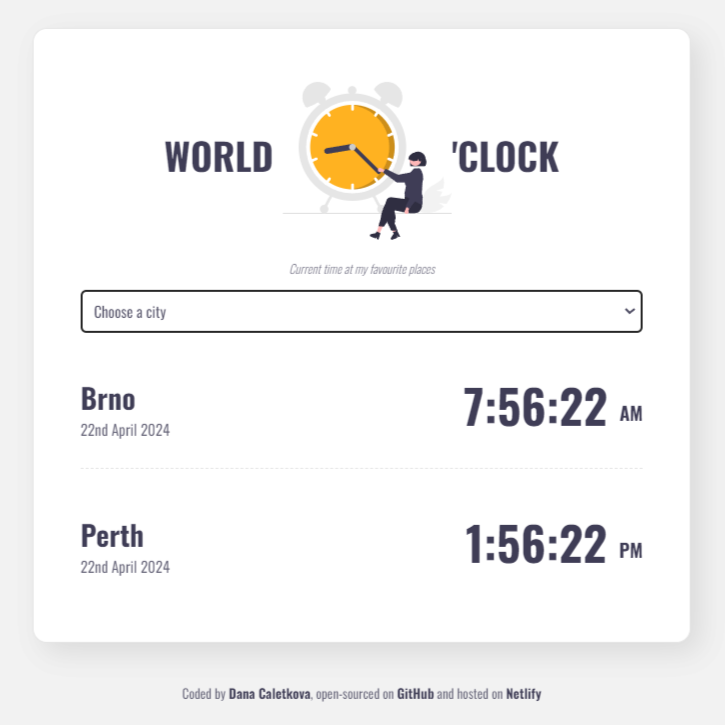 WORLD 'CLOCK
Current time at my favourite places
Choose a city
Brno
7:56:22 AM
22nd April 2024
Perth
1:56:22 PM
22nd April 2024
Coded by Dana Caletkova, open-sourced on GitHub and hosted on Netlify